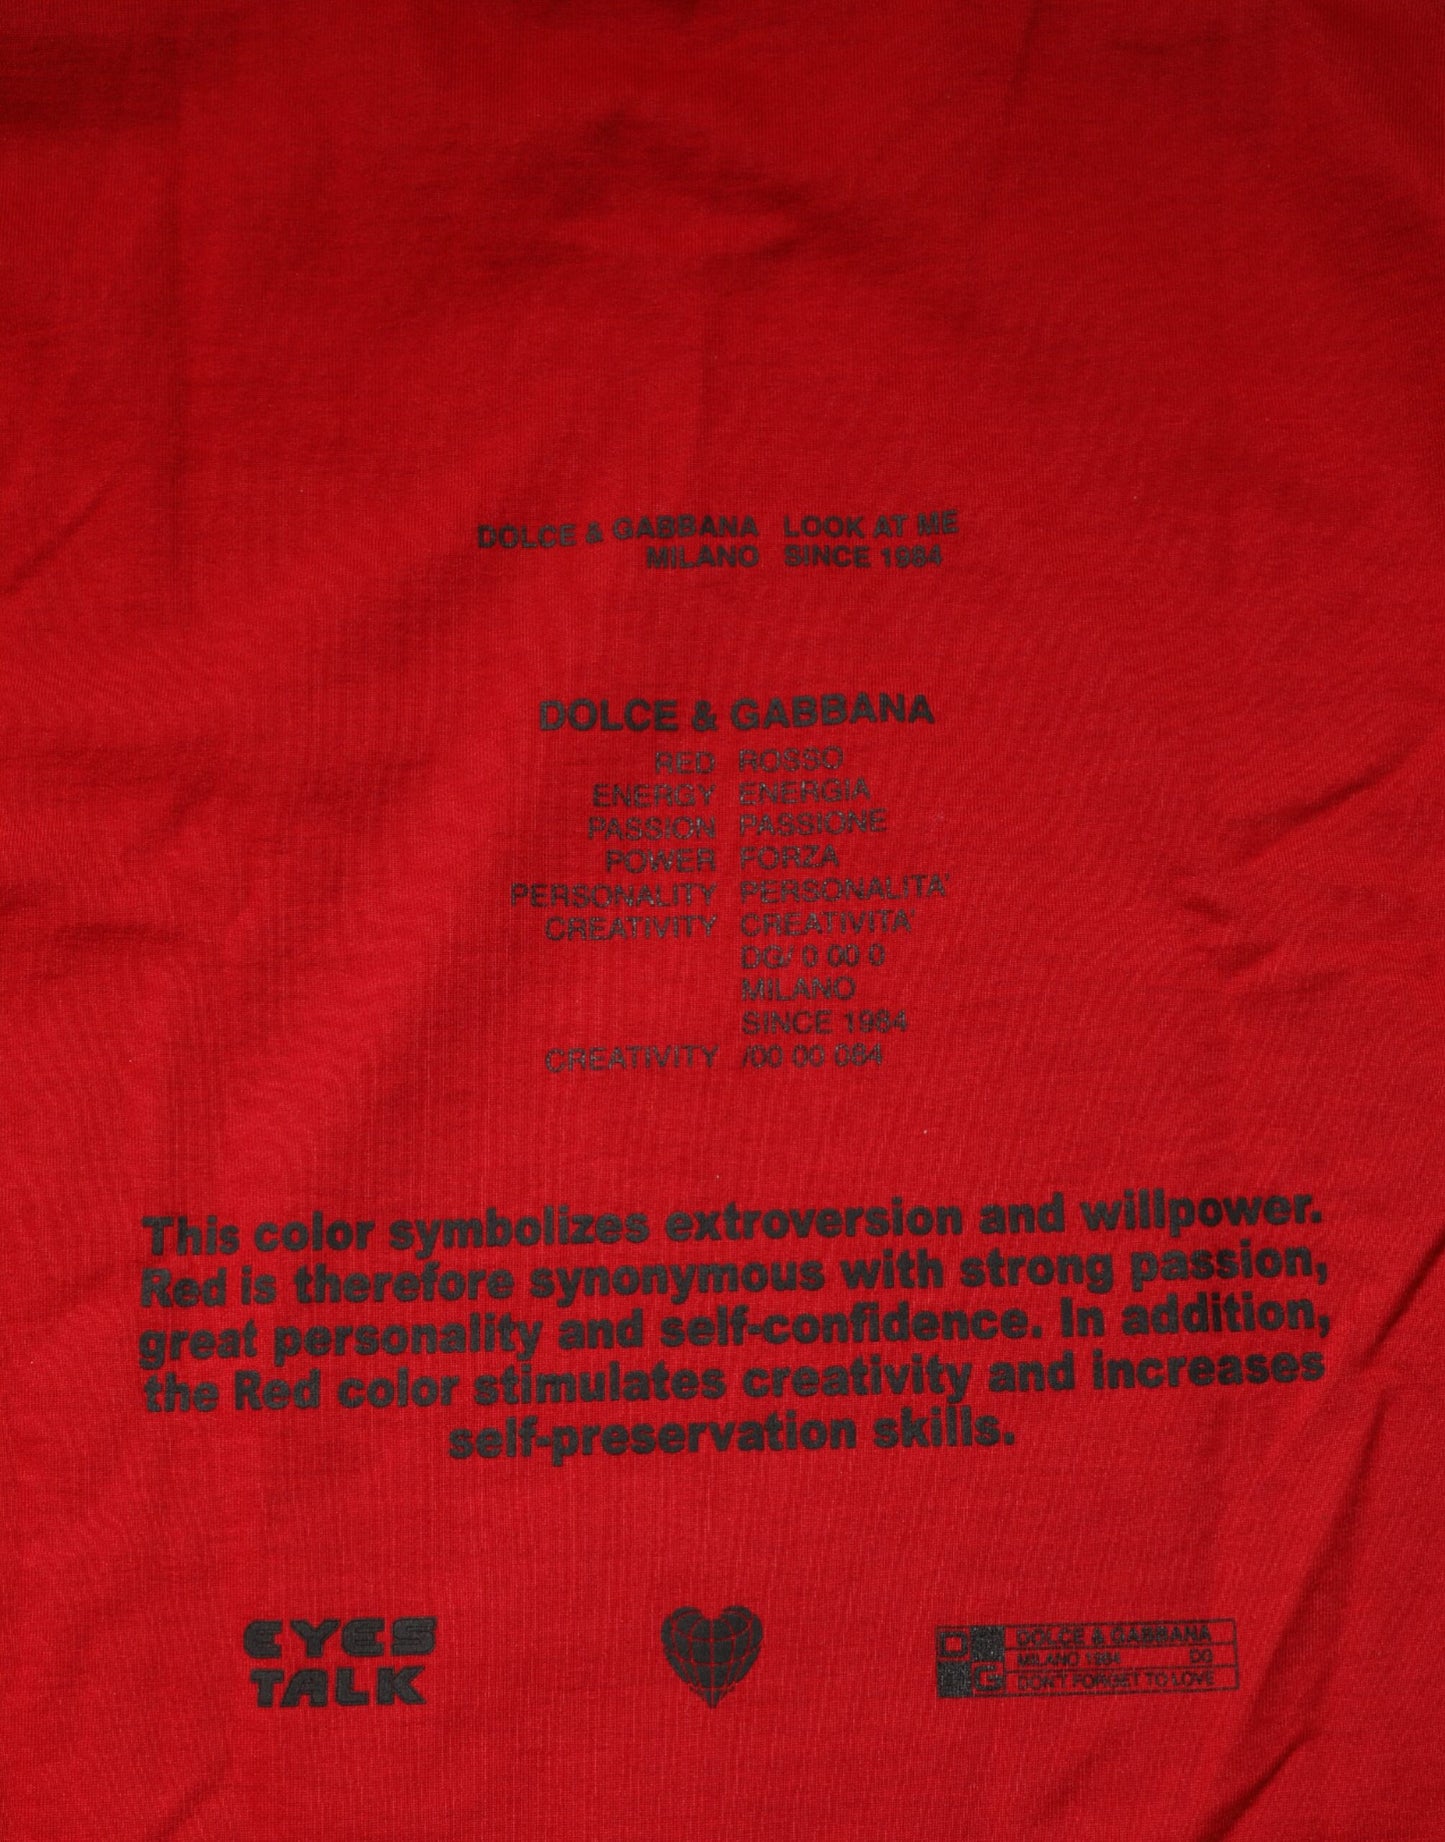 DOLCE & GABBANA LOOK AT ME
MILANO SINCE 1984
DOLCE & GABBANA
RED ROSSO
ENERGY ENERGIA
PASSION PASSIONE
POWER FORZA
PERSONALITY PERSONALITA'
CREATIVITY CREATIVITA'
DG/ 0 00 0
MILANO
SINCE 1984
CREATIVITY /00 00 084
This color symbolizes extroversion and willpower.
Red is therefore synonymous with strong passion,
great personality and self-confidence. In addition,
the Red color stimulates creativity and increases
self-preservation skills.
EYES
TALK
DG
DOLCE & GABBANA
MILANO 1984 DG
DON'T FORGET TO LOVE